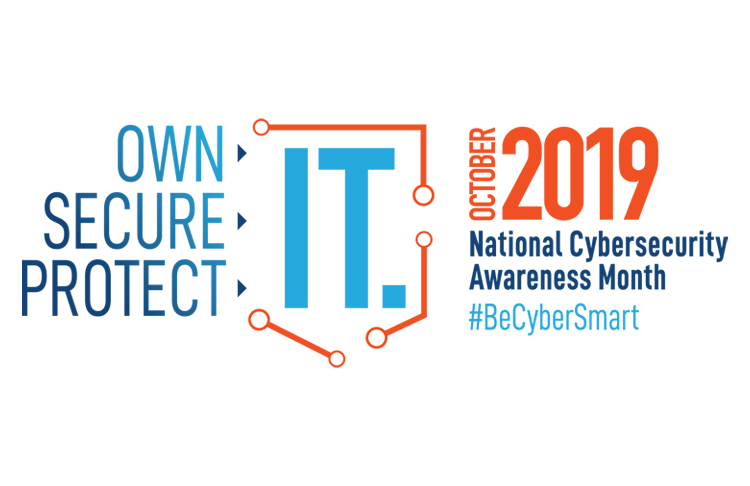 OWN
SECURE
PROTECT
IT.
OCTOBER
2019
National Cybersecurity
Awareness Month
#BeCyberSmart